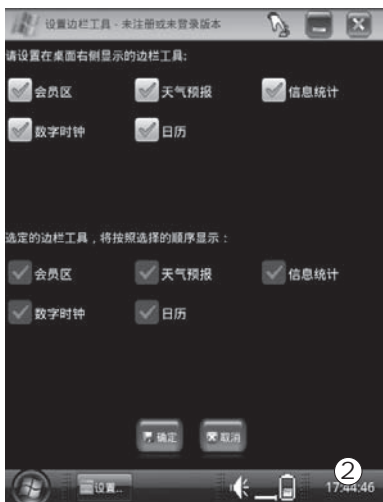 设置边栏工具 - 未注册或未登录版本
请设置在桌面右侧显示的边栏工具:
会员区 天气预报 信息统计
数字时钟 日历
选定的边栏工具，将按照选择的顺序显示：
会员区 天气预报 信息统计
数字时钟 日历
确定 取消
设置.. 17:44:46
②